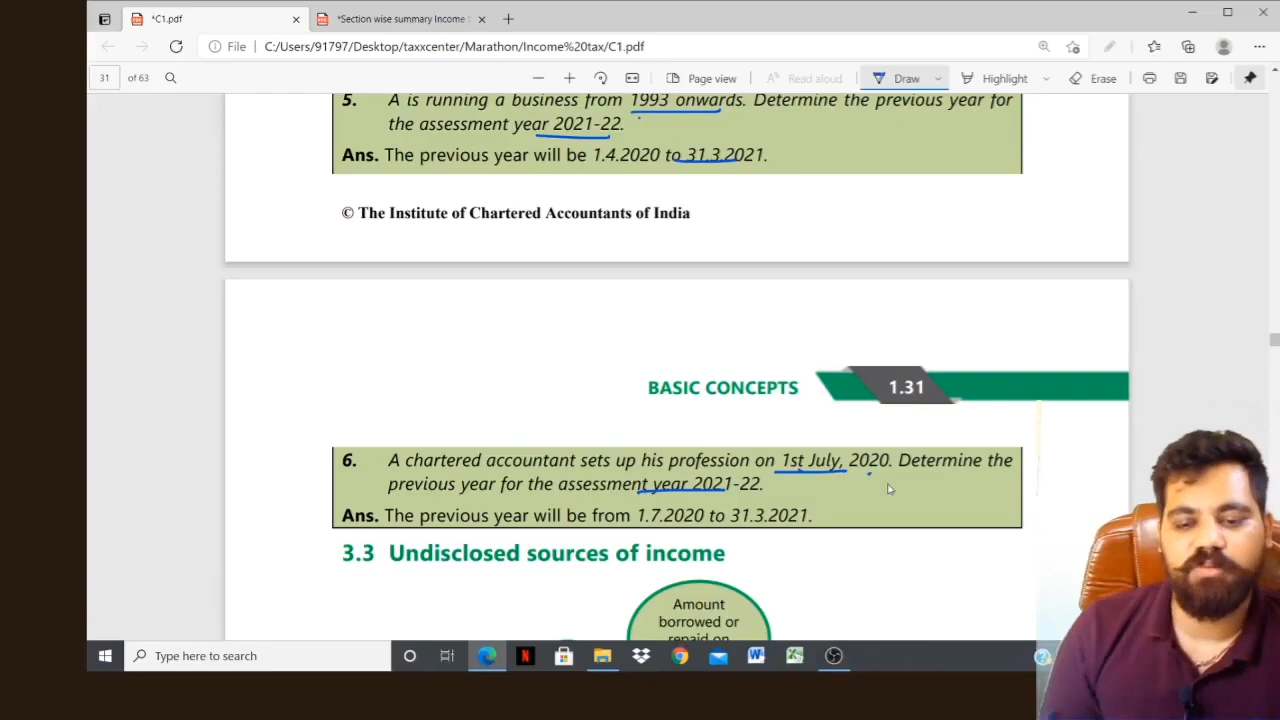 *C1.pdf
*Section wise summary Income
File
C:/Users/91797/Desktop/taxxcenter/Marathon/Income%20tax/C1.pdf
31 of 63
Page view
Read aloud
Draw
Highlight
Erase
5. A is running a business from 1993 onwards. Determine the previous year for
the assessment year 2021-22.
Ans. The previous year will be 1.4.2020 to 31.3.2021.
© The Institute of Chartered Accountants of India
BASIC CONCEPTS 1.31
6. A chartered accountant sets up his profession on 1st July, 2020. Determine the
previous year for the assessment year 2021-22.
Ans. The previous year will be from 1.7.2020 to 31.3.2021.
3.3 Undisclosed sources of income
Amount
borrowed or
repaid on
Type here to search